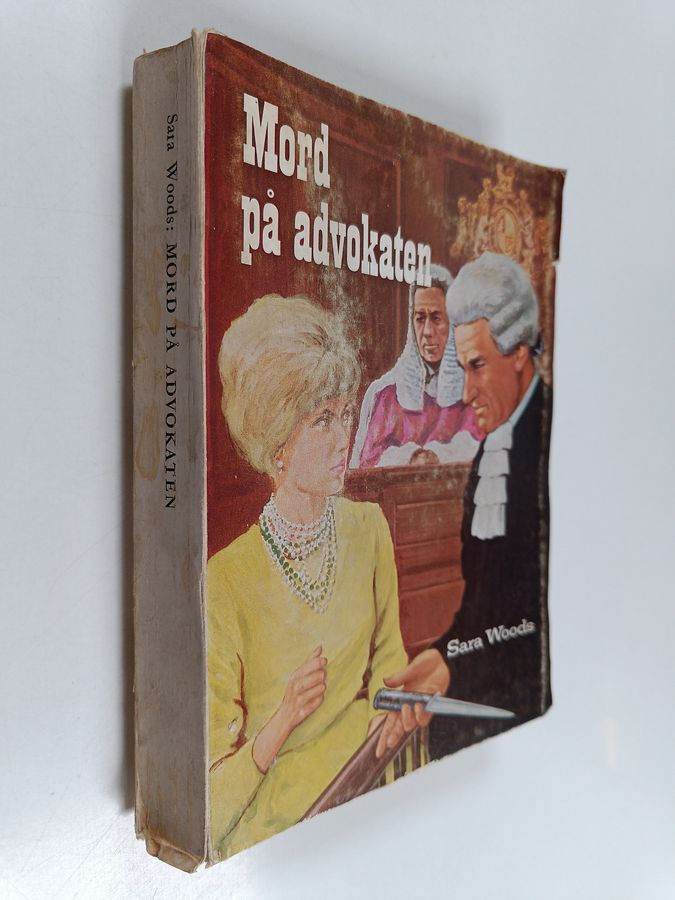 Sara Woods: MORD PÅ ADVOKATEN
Mord
på advokaten
Sara Woods